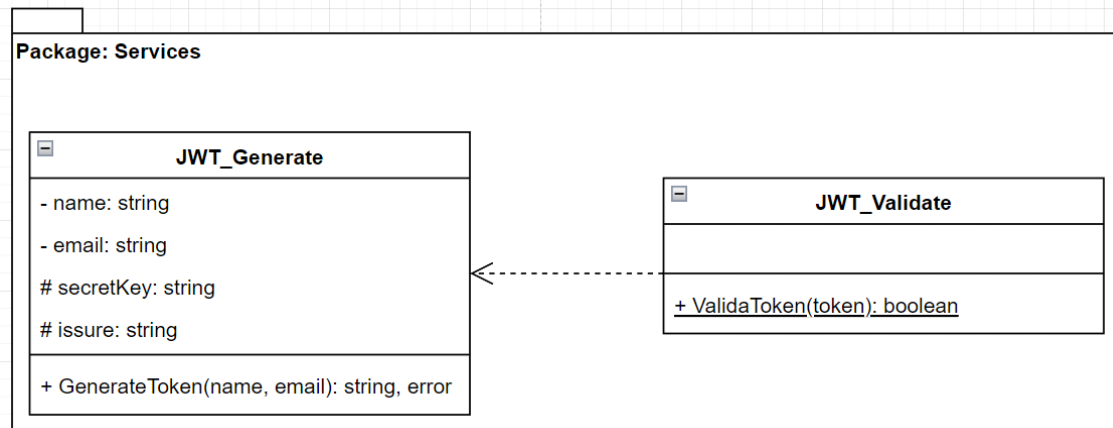 Package: Services
JWT_Generate
- name: string
- email: string
# secretKey: string
# issure: string
+ GenerateToken(name, email): string, error
JWT_Validate
+ ValidaToken(token): boolean